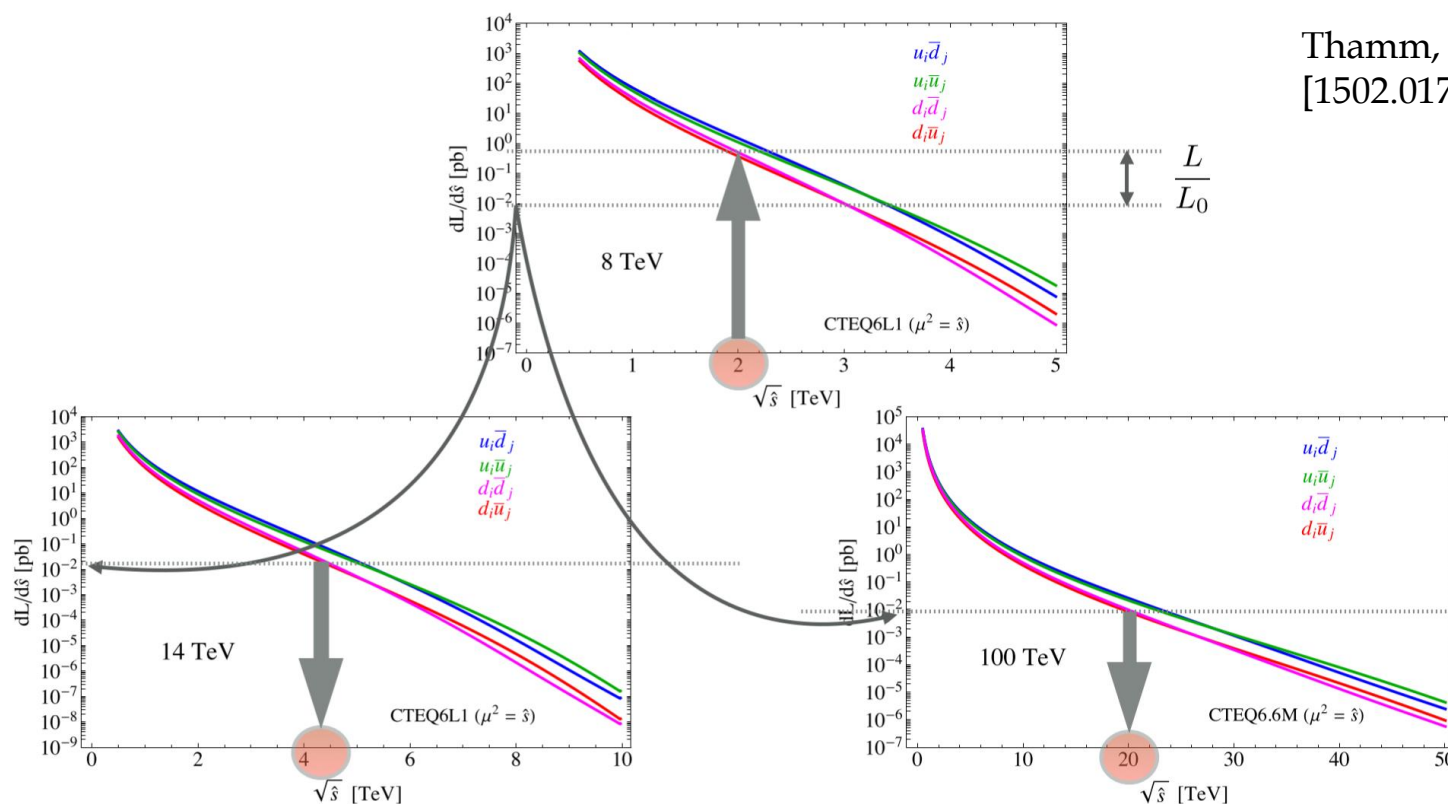 Thamm,
[1502.017
10^4
10^3
10^2
10^1
10^0
10^-1
10^-2
10^-3
10^-4
10^-5
10^-6
10^-7
dL/dŝ [pb]
u_i d̅_j
u_i u̅_j
d_i d̅_j
d_i u̅_j
L
L_0
8 TeV
CTEQ6L1 (μ² = ŝ)
0 1 2 3 4 5
√ŝ [TeV]
10^4
10^3
10^2
10^1
10^0
10^-1
10^-2
10^-3
10^-4
10^-5
10^-6
10^-7
10^-8
10^-9
dL/dŝ [pb]
u_i d̅_j
u_i u̅_j
d_i d̅_j
d_i u̅_j
14 TeV
CTEQ6L1 (μ² = ŝ)
0 2 4 6 8 10
√ŝ [TeV]
10^5
10^4
10^3
10^2
10^1
10^0
10^-1
10^-2
10^-3
10^-4
10^-5
10^-6
10^-7
dL/dŝ [pb]
u_i d̅_j
u_i u̅_j
d_i d̅_j
d_i u̅_j
100 TeV
CTEQ6.6M (μ² = ŝ)
0 10 20 30 40 50
√ŝ [TeV]